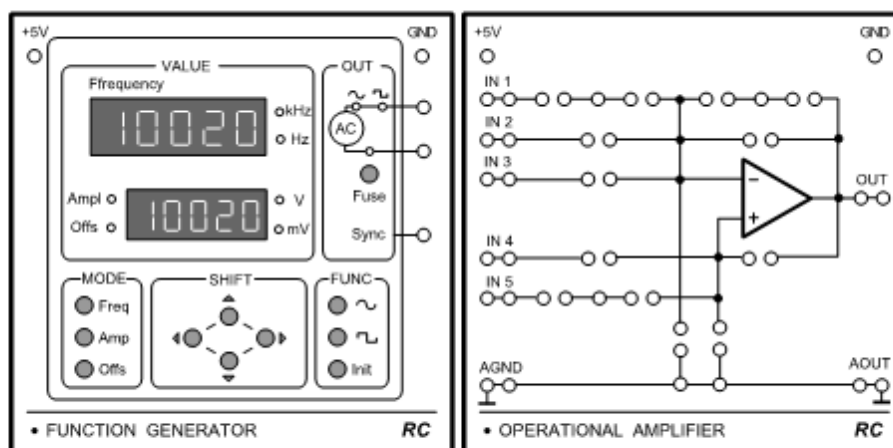 +5V GND
VALUE OUT
Ffrequency
10020 kHz
Hz
AC
Ampl 10020 V
Offs mV
Fuse
Sync
MODE SHIFT FUNC
Freq
Amp
Offs Init
• FUNCTION GENERATOR RC
+5V GND
IN 1
IN 2
IN 3
−
OUT
+
IN 4
IN 5
AGND AOUT
• OPERATIONAL AMPLIFIER RC